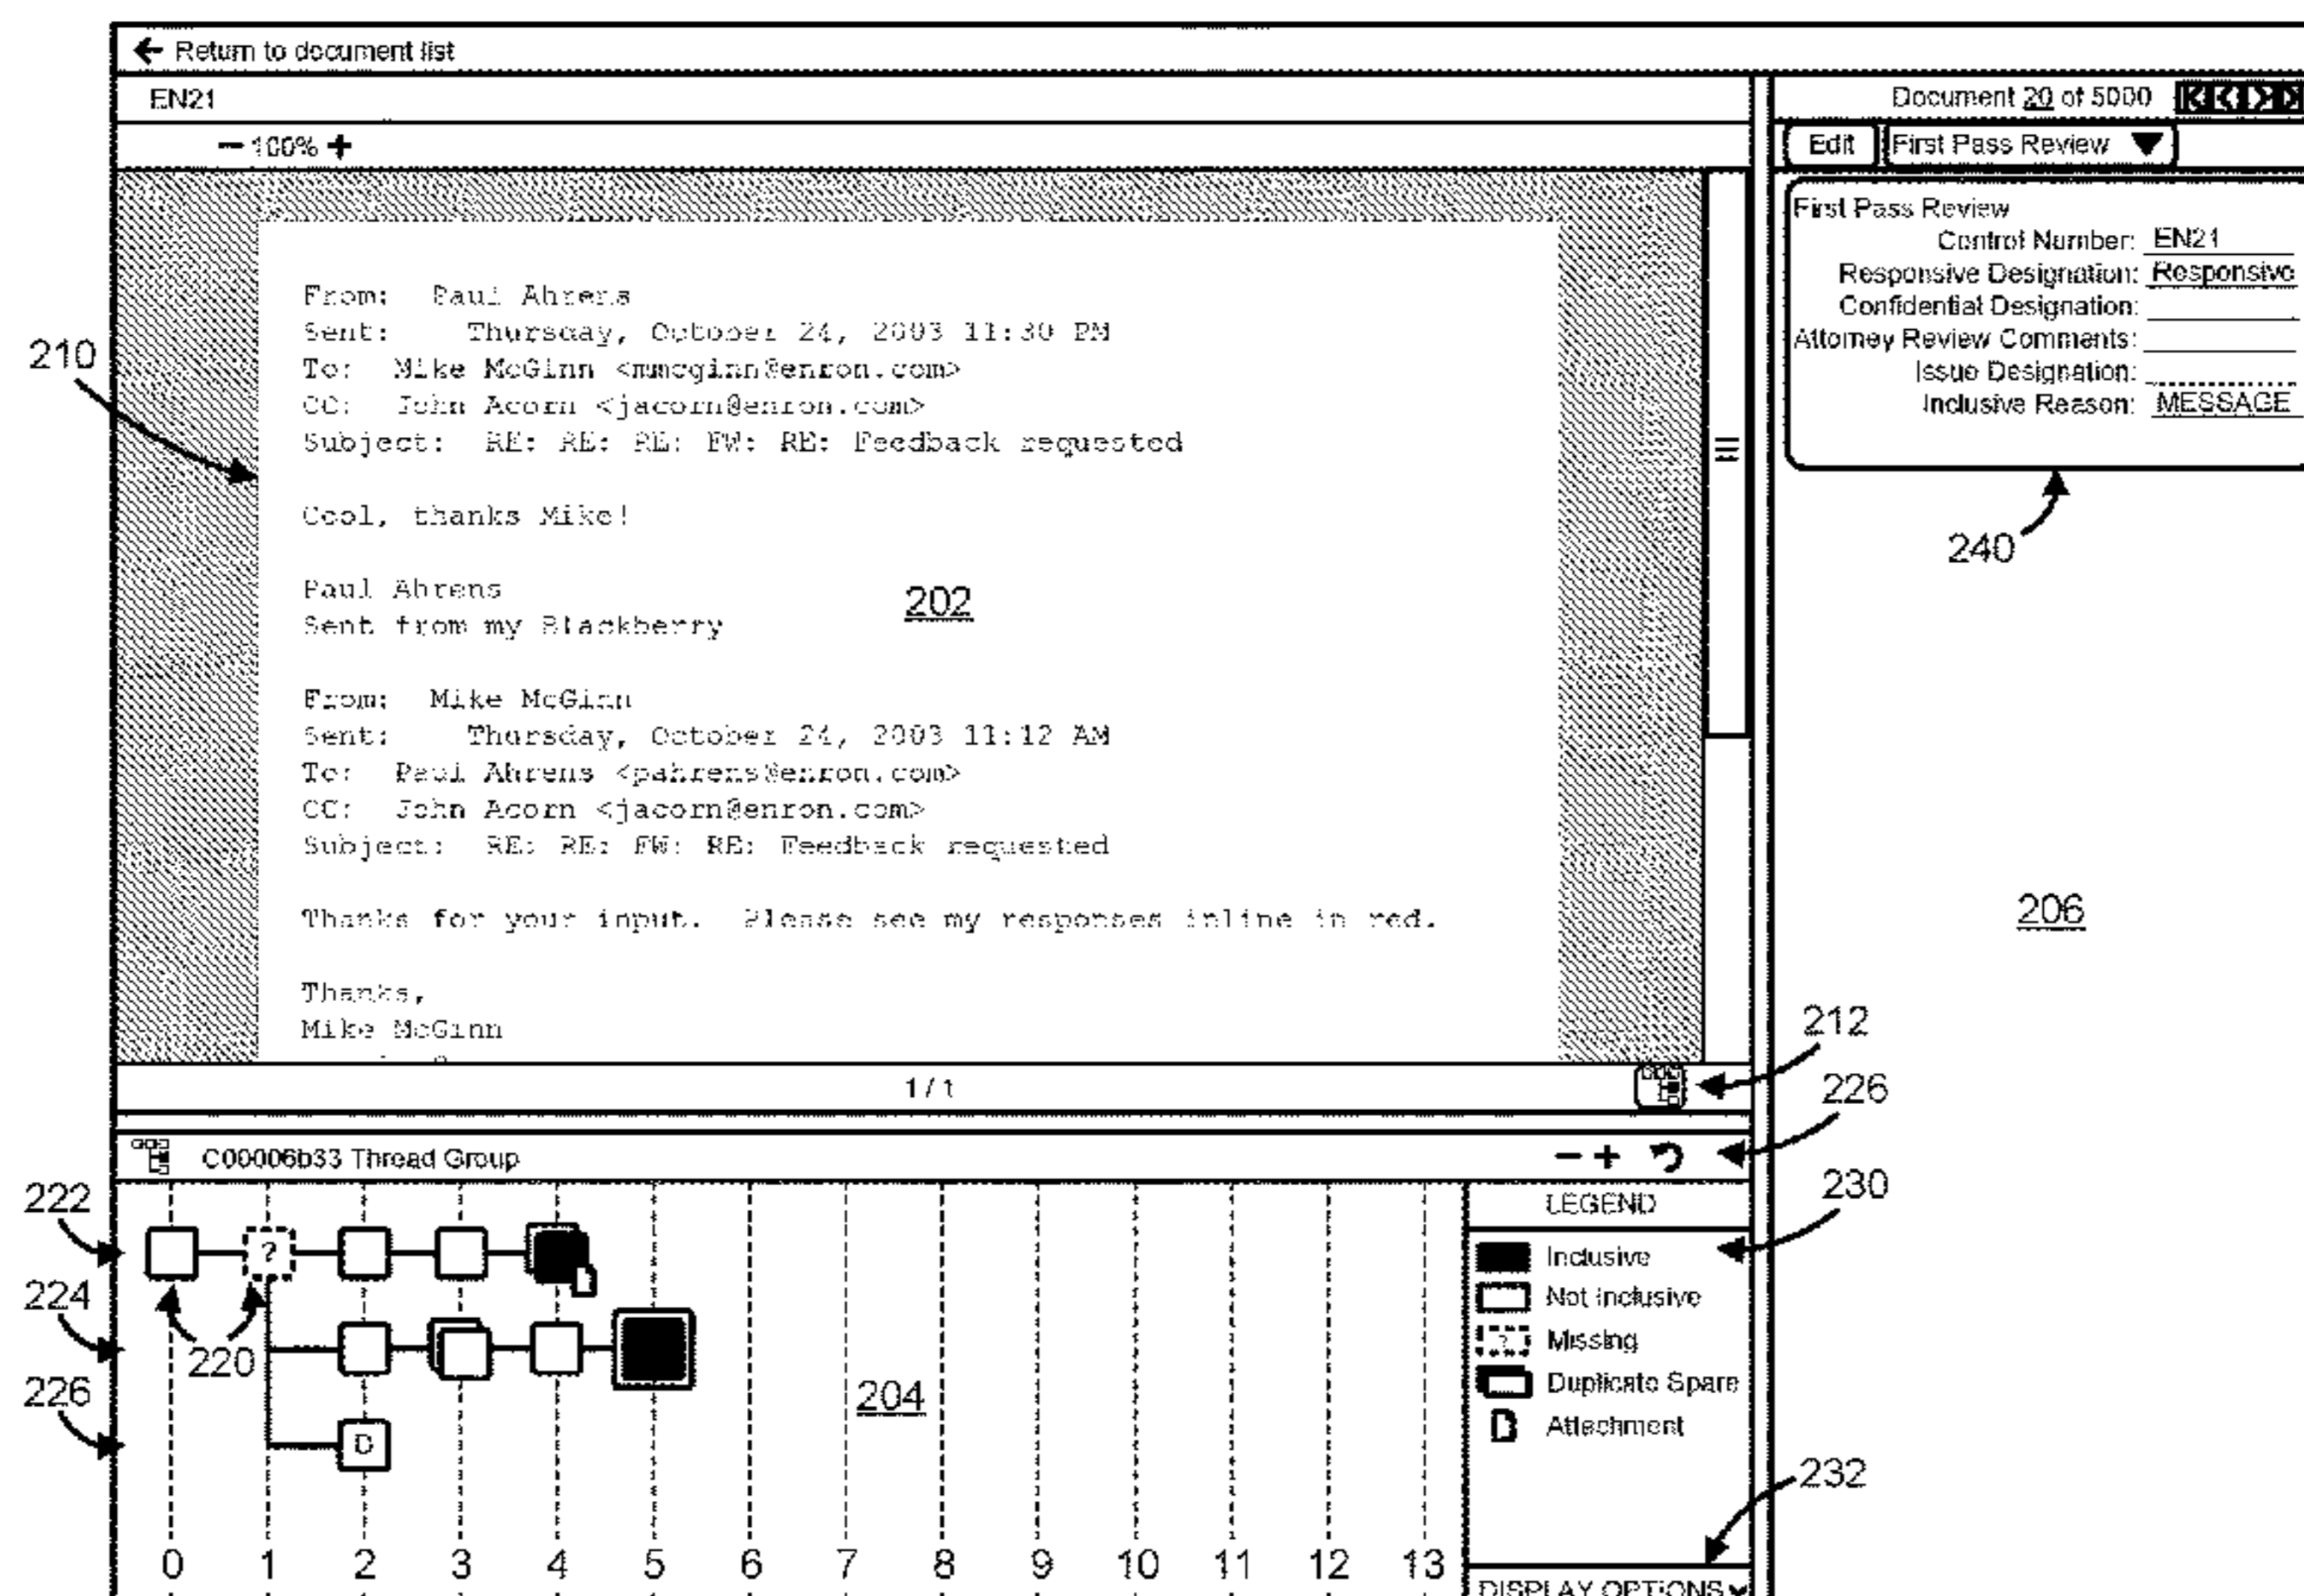 ← Return to document list
EN21
Document 20 of 5000
− 100% +
Edit
First Pass Review
First Pass Review
Control Number: EN21
Responsive Designation: Responsive
Confidential Designation:
Attorney Review Comments:
Issue Designation:
Inclusive Reason: MESSAGE
240
206
210
From: Paul Ahrens
Sent: Thursday, October 24, 2003 11:30 PM
To: Mike McGinn <mmcginn@enron.com>
CC: John Acorn <jacorn@enron.com>
Subject: RE: RE: RE: FW: RE: Feedback requested
Cool, thanks Mike!
Paul Ahrens
Sent from my Blackberry
202
From: Mike McGinn
Sent: Thursday, October 24, 2003 11:12 AM
To: Paul Ahrens <pahrens@enron.com>
CC: John Acorn <jacorn@enron.com>
Subject: RE: RE: FW: RE: Feedback requested
Thanks for your input. Please see my responses inline in red.
Thanks,
Mike McGinn
1 / 1
212
226
C00006b33 Thread Group
− +
222
224
226
?
220
D
204
0 1 2 3 4 5 6 7 8 9 10 11 12 13
LEGEND
230
Inclusive
Not Inclusive
? Missing
Duplicate Spare
Attachment
232
DISPLAY OPTIONS